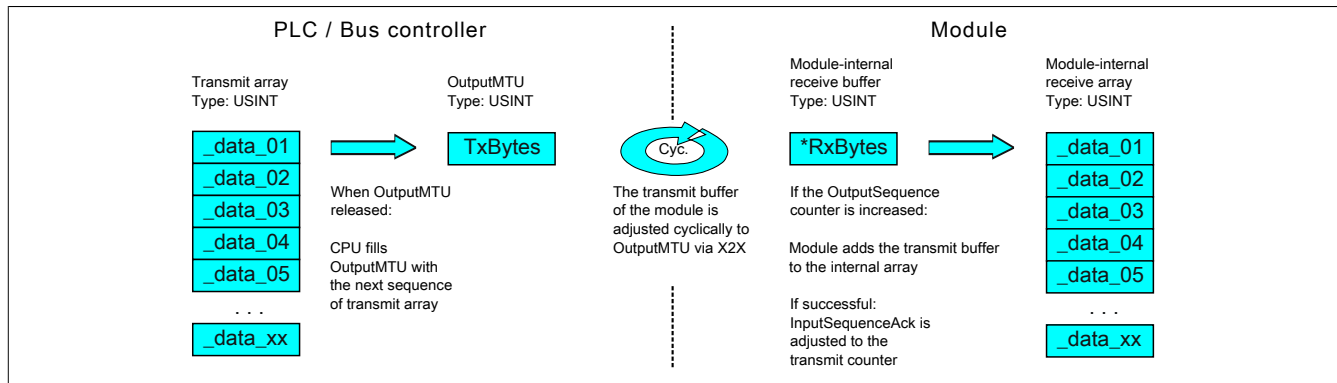 PLC / Bus controller
Module
Transmit array
Type: USINT
OutputMTU
Type: USINT
Module-internal
receive buffer
Type: USINT
Module-internal
receive array
Type: USINT
_data_01
_data_02
_data_03
_data_04
_data_05
. . .
_data_xx
TxBytes
When OutputMTU
released:
CPU fills
OutputMTU with
the next sequence
of transmit array
Cyc.
The transmit buffer
of the module is
adjusted cyclically to
OutputMTU via X2X
*RxBytes
If the OutputSequence
counter is increased:
Module adds the transmit buffer
to the internal array
If successful:
InputSequenceAck is
adjusted to the
transmit counter
_data_01
_data_02
_data_03
_data_04
_data_05
. . .
_data_xx